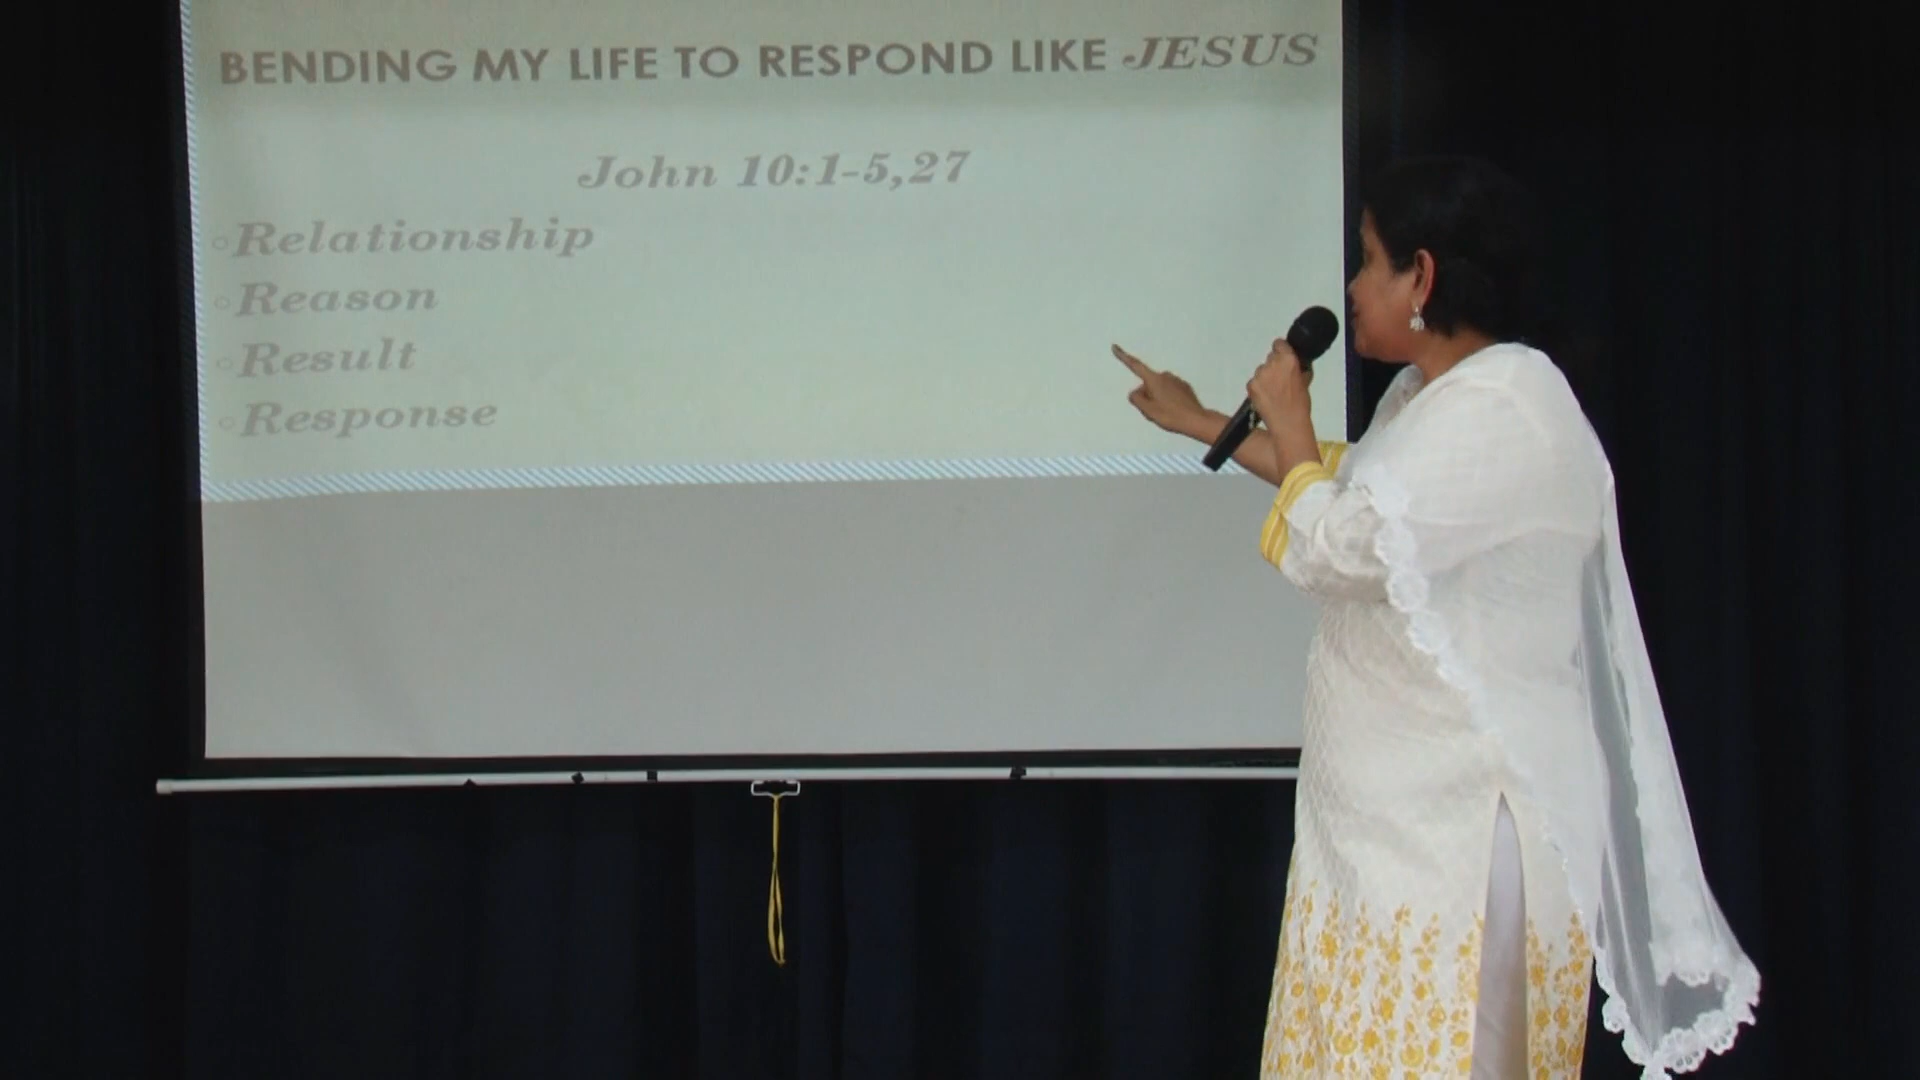 BENDING MY LIFE TO RESPOND LIKE JESUS
John 10:1-5,27
Relationship
Reason
Result
Response